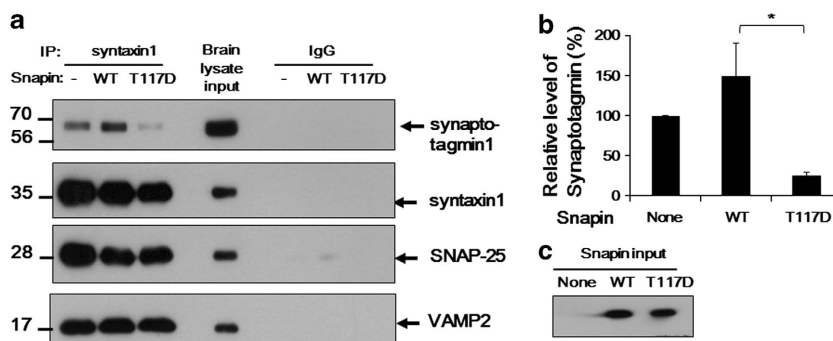 a
IP: syntaxin1 Brain lysate input IgG
Snapin: - WT T117D - WT T117D
70
56
synapto-
tagmin1
35
syntaxin1
28
SNAP-25
17
VAMP2
b
Relative level of
Synaptotagmin (%)
200
150
100
50
0
*
Snapin None WT T117D
c
Snapin input
None WT T117D